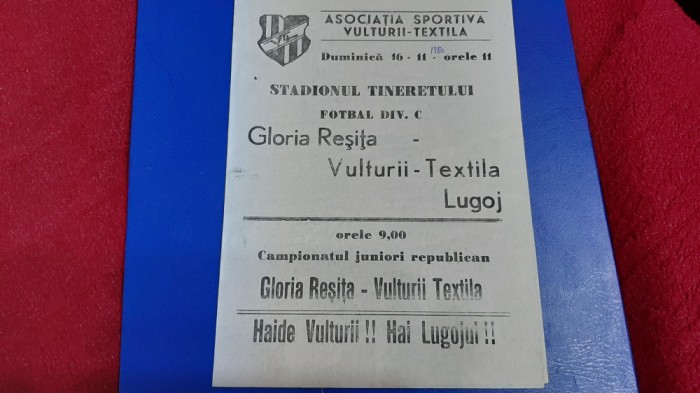 ASOCIAȚIA SPORTIVA
VULTURII-TEXTILA
Duminică 16 - 11 - orele 11
STADIONUL TINERETULUI
FOTBAL DIV. C
Gloria Reşiţa -
Vulturii - Textila
Lugoj
orele 9,00
Campionatul juniori republican
Gloria Reșița - Vulturii Textila
Haide Vulturii !! Hai Lugojul !!